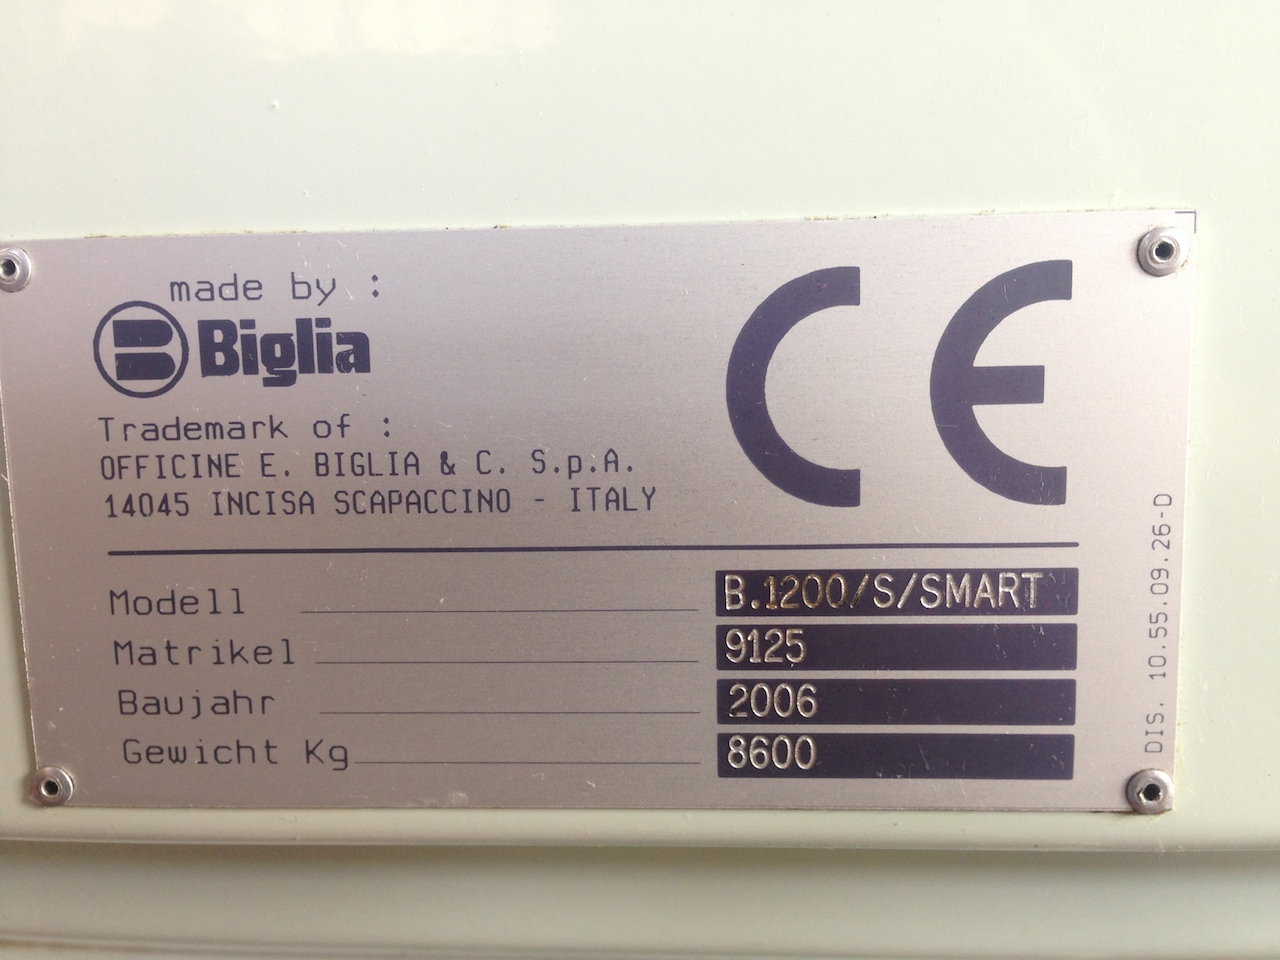 made by :
Biglia
Trademark of :
OFFICINE E. BIGLIA & C. S.p.A.
14045 INCISA SCAPACCINO - ITALY
CE
Modell B.1200/S/SMART
Matrikel 9125
Baujahr 2006
Gewicht Kg 8600
DIS. 10.55.09.26-D